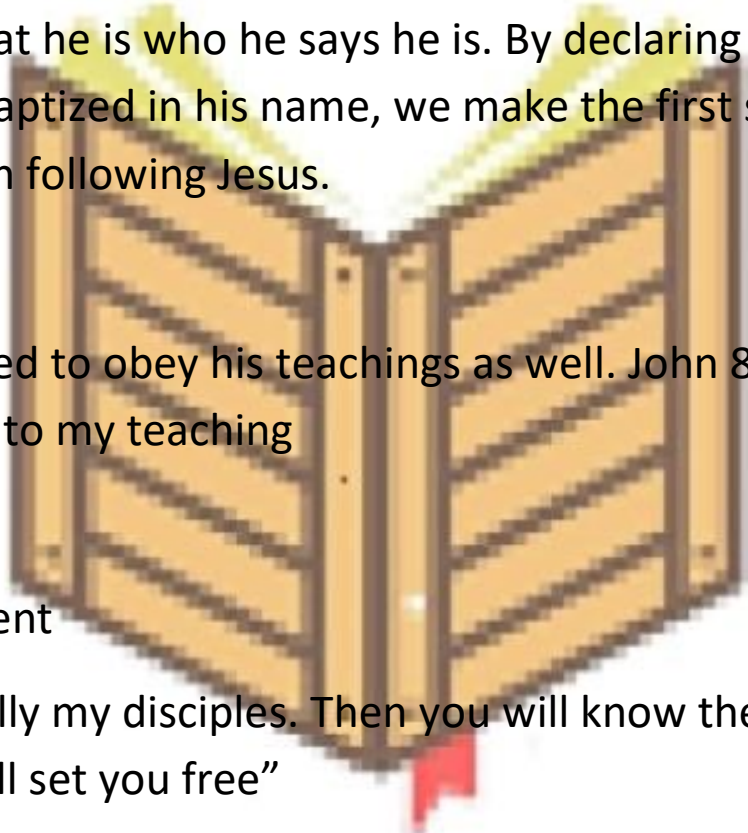 at he is who he says he is. By declaring
aptized in his name, we make the first s
n following Jesus.
ed to obey his teachings as well. John 8
to my teaching
ent
lly my disciples. Then you will know the
ll set you free”